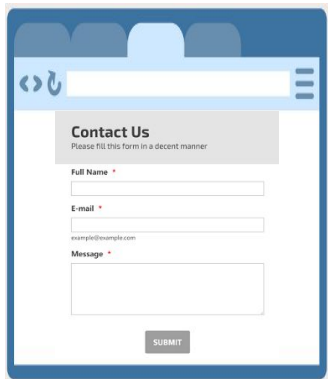 Contact Us
Please fill this form in a decent manner
Full Name *
E-mail *
example@example.com
Message *
SUBMIT